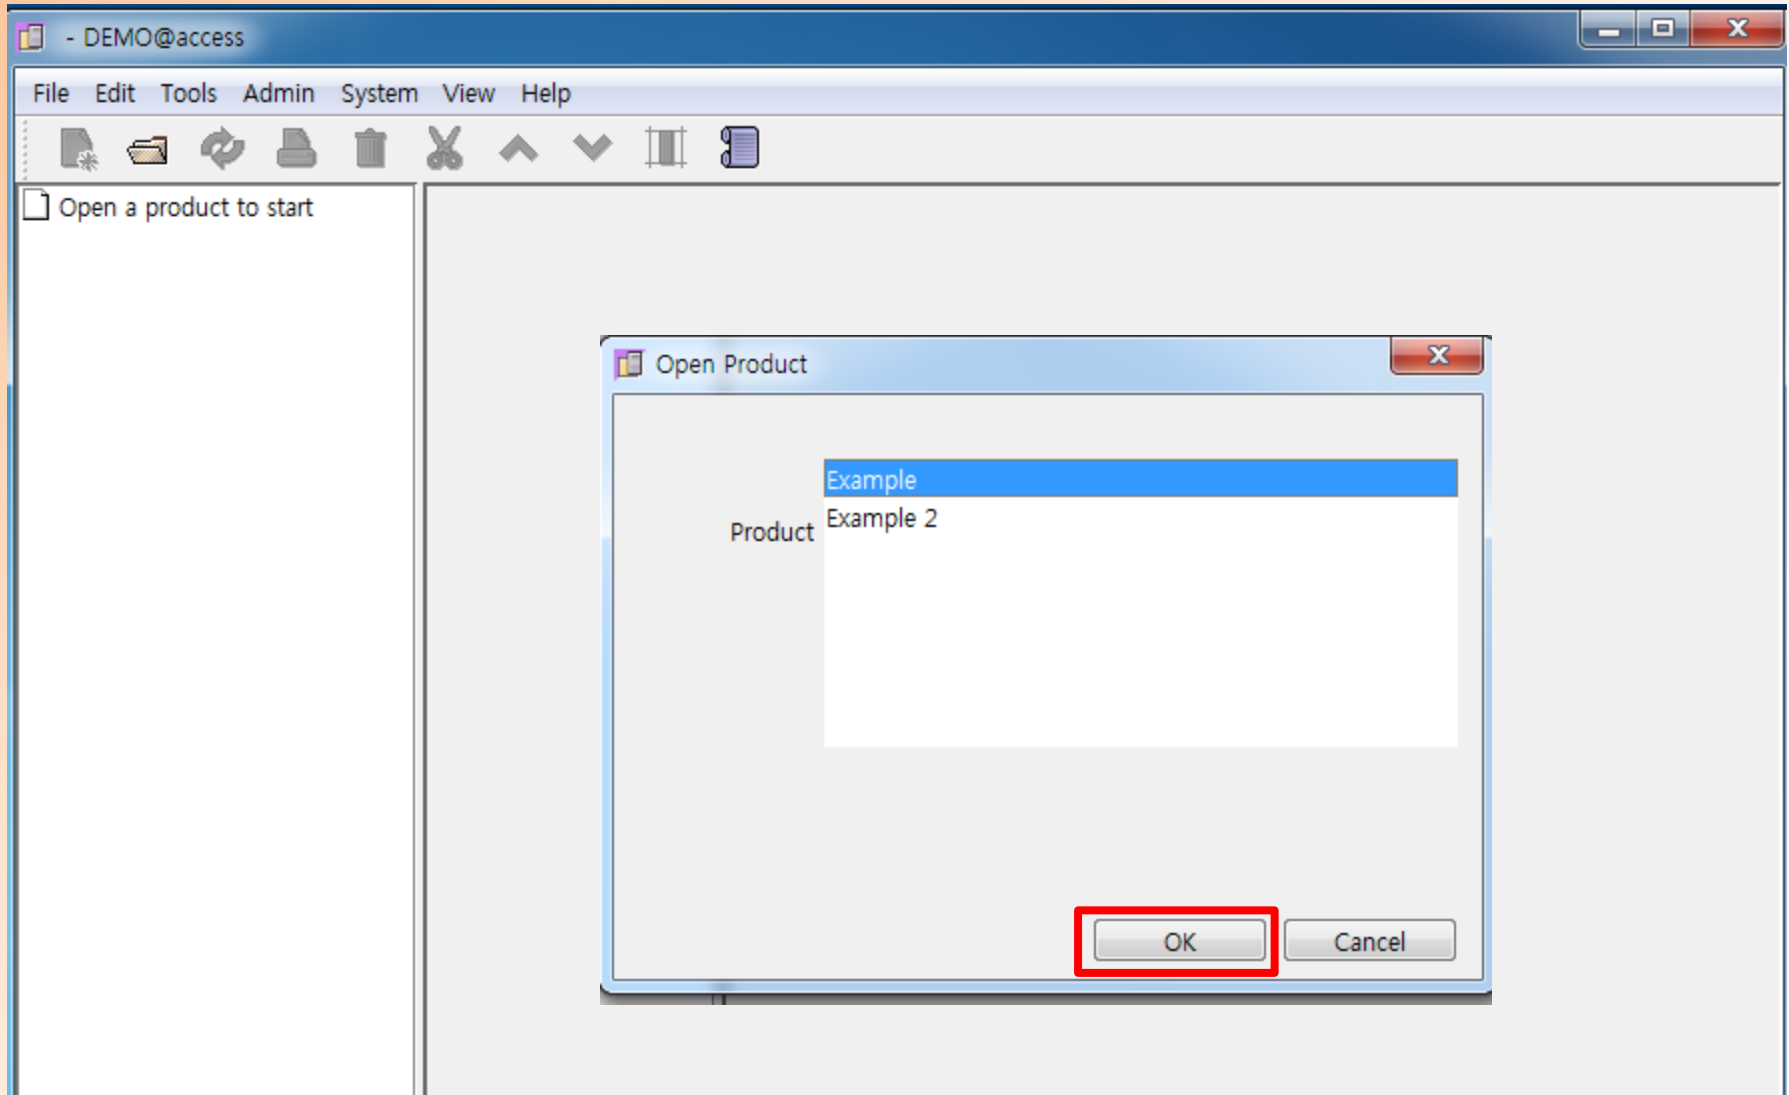 - DEMO@access
File Edit Tools Admin System View Help
Open a product to start
Open Product
Example
Example 2
Product
OK Cancel